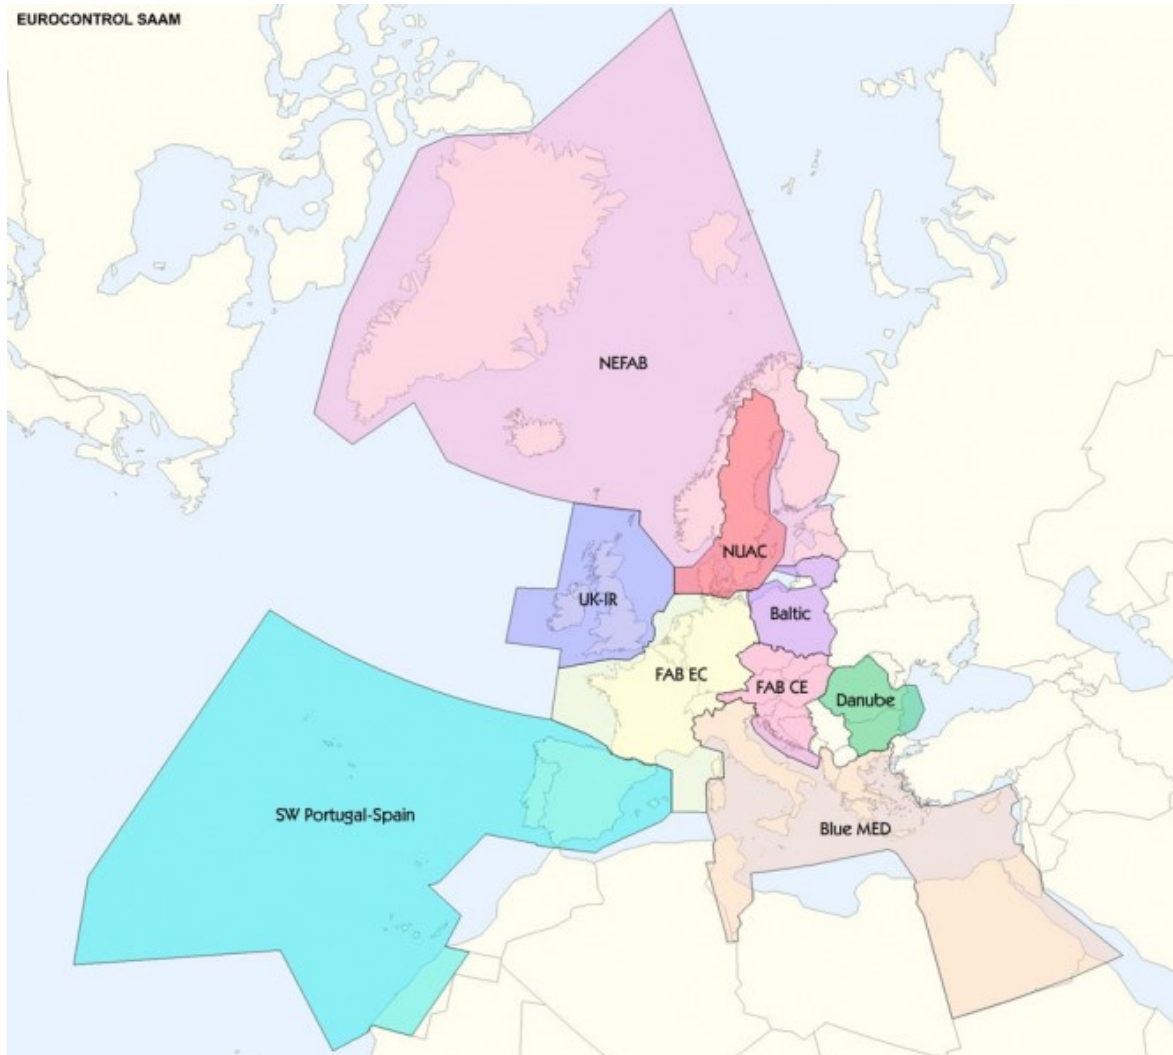 EUROCONTROL SAAM
NEFAB
NUAC
UK-IR
Baltic
FAB EC
FAB CE
Danube
SW Portugal-Spain
Blue MED